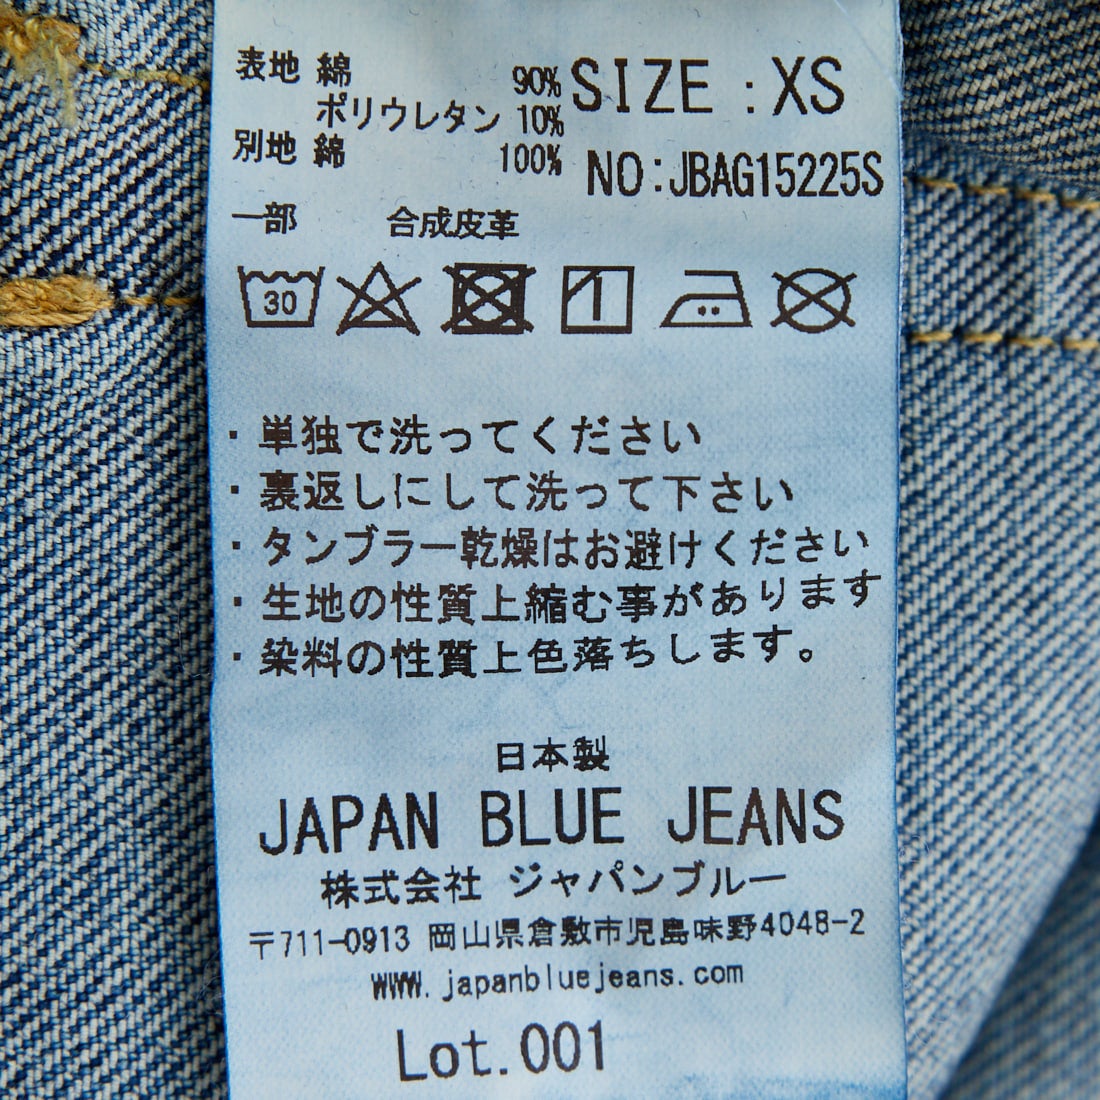 表地 綿 90% SIZE : XS
ポリウレタン 10%
別地 綿 100% NO:JBAG15225S
一部 合成皮革
30
・単独で洗ってください
・裏返しにして洗って下さい
・タンブラー乾燥はお避けください
・生地の性質上縮む事があります
・染料の性質上色落ちします。
日本製
JAPAN BLUE JEANS
株式会社 ジャパンブルー
〒711-0913 岡山県倉敷市児島味野4048-2
www.japanbluejeans.com
Lot.001